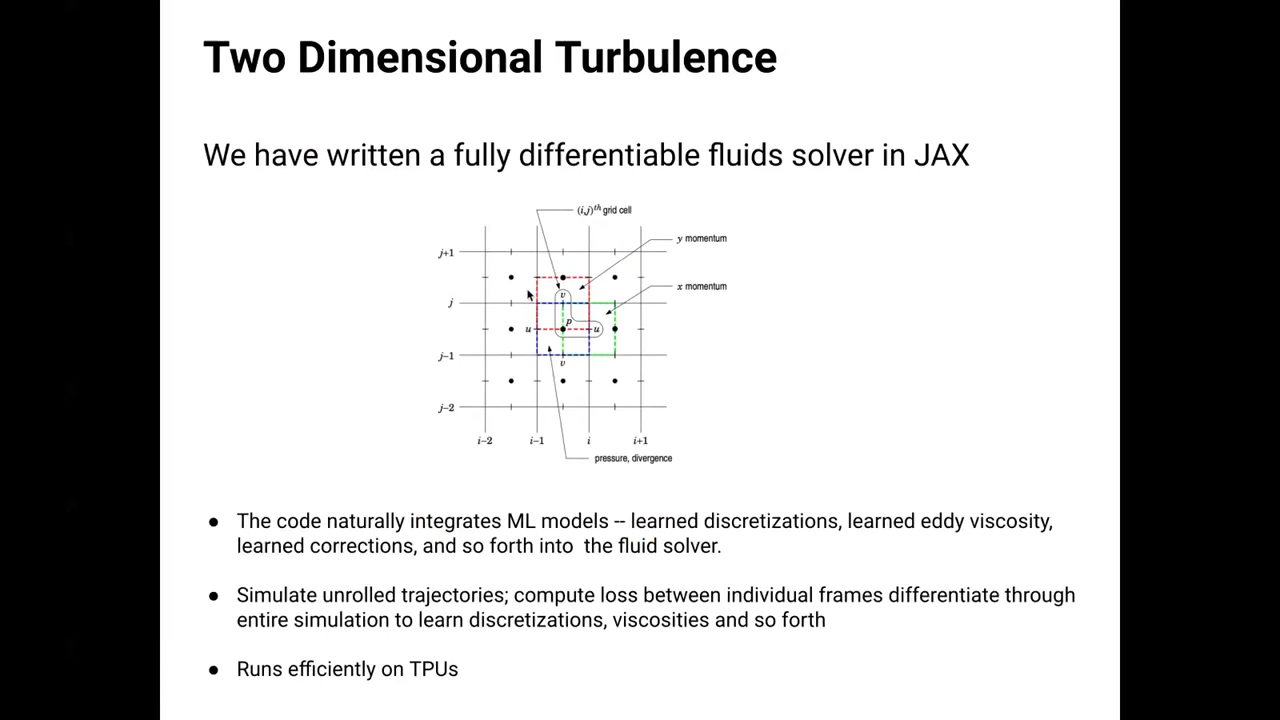 Two Dimensional Turbulence
We have written a fully differentiable fluids solver in JAX
(i,j)th grid cell
y momentum
j+1
x momentum
j
v
p
u
u
j−1
v
j−2
i−2
i−1
i
i+1
pressure, divergence
● The code naturally integrates ML models -- learned discretizations, learned eddy viscosity,
learned corrections, and so forth into the fluid solver.
● Simulate unrolled trajectories; compute loss between individual frames differentiate through
entire simulation to learn discretizations, viscosities and so forth
● Runs efficiently on TPUs